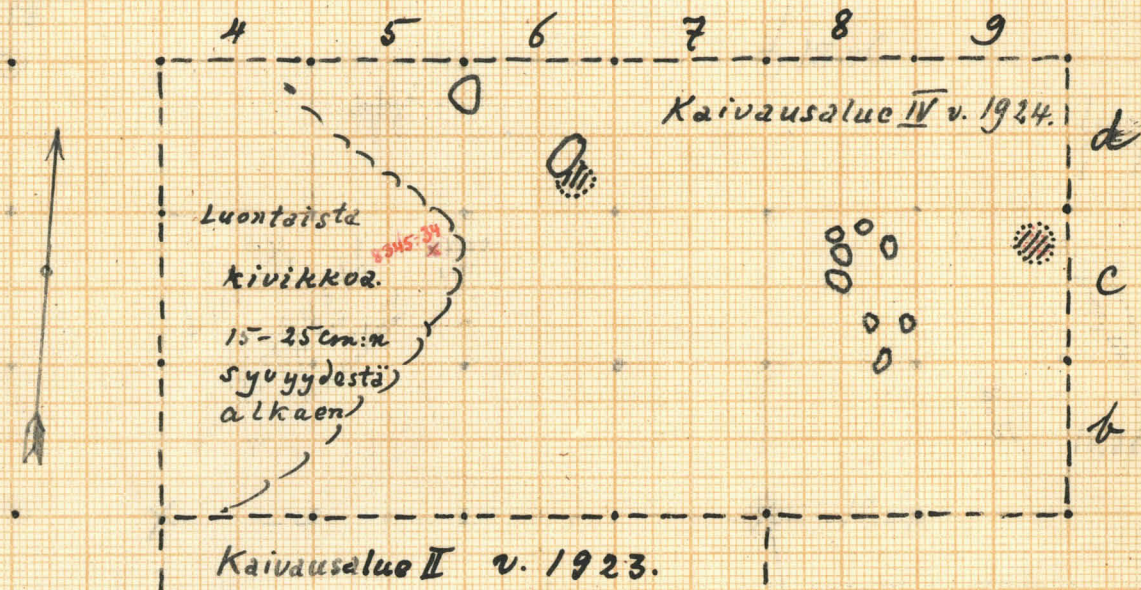 4 5 6 7 8 9
Kaivausalue IV v. 1924.
d
Luontaista
8345:34
x
kivikkoa.
c
15-25 cm:n
syvyydestä
alkaen
b
Kaivausalue II v. 1923.